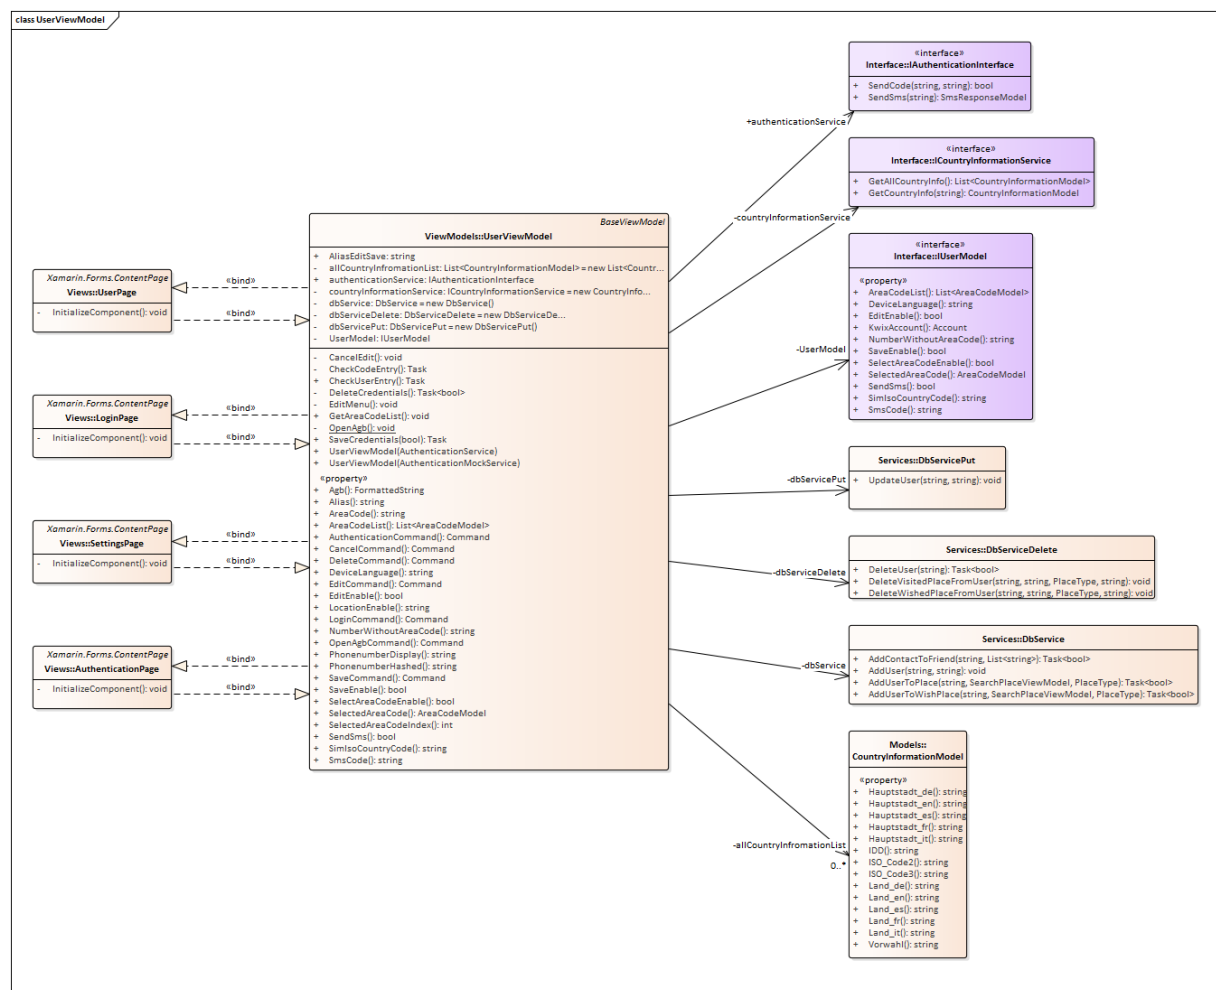 class UserViewModel
«interface»
Interface::IAuthenticationInterface
+ SendCode(string, string): bool
+ SendSms(string): SmsResponseModel
+authenticationService
«interface»
Interface::ICountryInformationService
+ GetAllCountryInfo(): List<CountryInformationModel>
+ GetCountryInfo(string): CountryInformationModel
-countryInformationService
BaseViewModel
ViewModels::UserViewModel
+ AliasEditSave: string
- allCountryInfromationList: List<CountryInformationModel> = new List<Countr...
+ authenticationService: IAuthenticationInterface
- countryInformationService: ICountryInformationService = new CountryInfo...
- dbService: DbService = new DbService()
- dbServiceDelete: DbServiceDelete = new DbServiceDe...
- dbServicePut: DbServicePut = new DbServicePut()
- UserModel: IUserModel
- CancelEdit(): void
- CheckCodeEntry(): Task
+ CheckUserEntry(): Task
- DeleteCredentials(): Task<bool>
- EditMenu(): void
+ GetAreaCodeList(): void
- OpenAgb(): void
+ SaveCredentials(bool): Task
+ UserViewModel(AuthenticationService)
+ UserViewModel(AuthenticationMockService)
«property»
+ Agb(): FormattedString
+ Alias(): string
+ AreaCode(): string
+ AreaCodeList(): List<AreaCodeModel>
+ AuthenticationCommand(): Command
+ CancelCommand(): Command
+ DeleteCommand(): Command
+ DeviceLanguage(): string
+ EditCommand(): Command
+ EditEnable(): bool
+ LocationEnable(): string
+ LoginCommand(): Command
+ NumberWithoutAreaCode(): string
+ OpenAgbCommand(): Command
+ PhonenumberDisplay(): string
+ PhonenumberHashed(): string
+ SaveCommand(): Command
+ SaveEnable(): bool
+ SelectAreaCodeEnable(): bool
+ SelectedAreaCode(): AreaCodeModel
+ SelectedAreaCodeIndex(): int
+ SendSms(): bool
+ SimIsoCountryCode(): string
+ SmsCode(): string
Xamarin.Forms.ContentPage
Views::UserPage
- InitializeComponent(): void
«bind»
«bind»
Xamarin.Forms.ContentPage
Views::LoginPage
- InitializeComponent(): void
«bind»
«bind»
Xamarin.Forms.ContentPage
Views::SettingsPage
- InitializeComponent(): void
«bind»
«bind»
Xamarin.Forms.ContentPage
Views::AuthenticationPage
- InitializeComponent(): void
«bind»
«bind»
«interface»
Interface::IUserModel
«property»
+ AreaCodeList(): List<AreaCodeModel>
+ DeviceLanguage(): string
+ EditEnable(): bool
+ KwixAccount(): Account
+ NumberWithoutAreaCode(): string
+ SaveEnable(): bool
+ SelectAreaCodeEnable(): bool
+ SelectedAreaCode(): AreaCodeModel
+ SendSms(): bool
+ SimIsoCountryCode(): string
+ SmsCode(): string
-UserModel
Services::DbServicePut
+ UpdateUser(string, string): void
-dbServicePut
Services::DbServiceDelete
+ DeleteUser(string): Task<bool>
+ DeleteVisitedPlaceFromUser(string, string, PlaceType, string): void
+ DeleteWishedPlaceFromUser(string, string, PlaceType, string): void
-dbServiceDelete
Services::DbService
+ AddContactToFriend(string, List<string>): Task<bool>
+ AddUser(string, string): void
+ AddUserToPlace(string, SearchPlaceViewModel, PlaceType): Task<bool>
+ AddUserToWishPlace(string, SearchPlaceViewModel, PlaceType): Task<bool>
-dbService
Models::
CountryInformationModel
«property»
+ Hauptstadt_de(): string
+ Hauptstadt_en(): string
+ Hauptstadt_es(): string
+ Hauptstadt_fr(): string
+ Hauptstadt_it(): string
+ IDD(): string
+ ISO_Code2(): string
+ ISO_Code3(): string
+ Land_de(): string
+ Land_en(): string
+ Land_es(): string
+ Land_fr(): string
+ Land_it(): string
+ Vorwahl(): string
-allCountryInfromationList
0..*